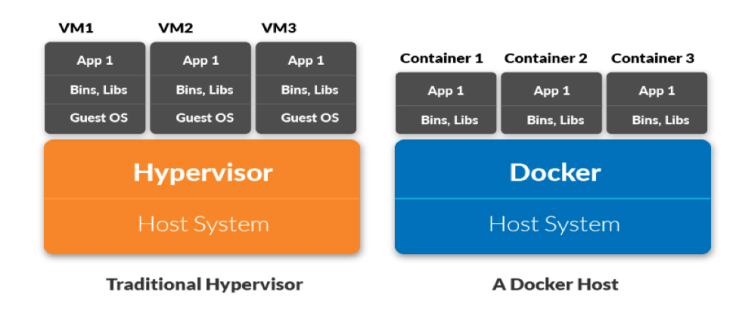 VM1 VM2 VM3
App 1 App 1 App 1
Bins, Libs Bins, Libs Bins, Libs
Guest OS Guest OS Guest OS
Hypervisor
Host System
Traditional Hypervisor
Container 1 Container 2 Container 3
App 1 App 1 App 1
Bins, Libs Bins, Libs Bins, Libs
Docker
Host System
A Docker Host